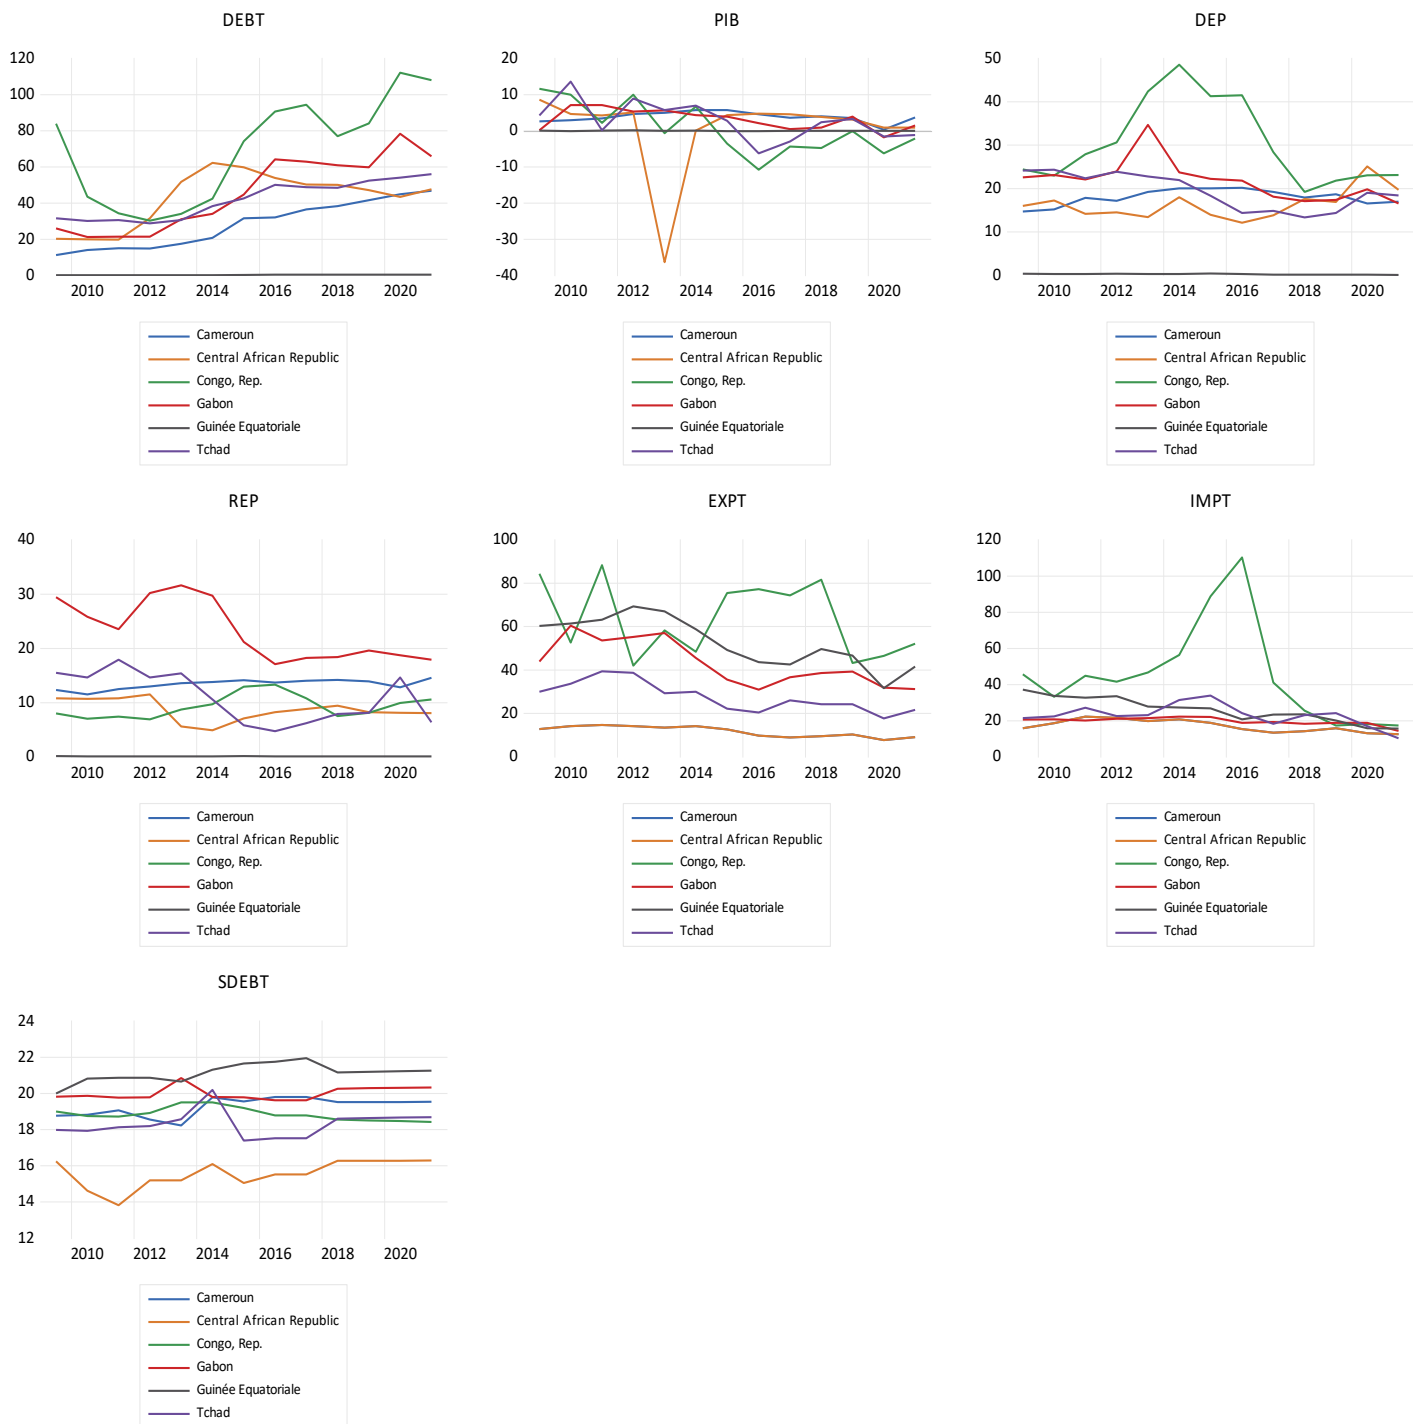 DEBT
120
100
80
60
40
20
0
2010 2012 2014 2016 2018 2020
Cameroun
Central African Republic
Congo, Rep.
Gabon
Guinée Equatoriale
Tchad
PIB
20
10
0
-10
-20
-30
-40
2010 2012 2014 2016 2018 2020
Cameroun
Central African Republic
Congo, Rep.
Gabon
Guinée Equatoriale
Tchad
DEP
50
40
30
20
10
0
2010 2012 2014 2016 2018 2020
Cameroun
Central African Republic
Congo, Rep.
Gabon
Guinée Equatoriale
Tchad
REP
40
30
20
10
0
2010 2012 2014 2016 2018 2020
Cameroun
Central African Republic
Congo, Rep.
Gabon
Guinée Equatoriale
Tchad
EXPT
100
80
60
40
20
0
2010 2012 2014 2016 2018 2020
Cameroun
Central African Republic
Congo, Rep.
Gabon
Guinée Equatoriale
Tchad
IMPT
120
100
80
60
40
20
0
2010 2012 2014 2016 2018 2020
Cameroun
Central African Republic
Congo, Rep.
Gabon
Guinée Equatoriale
Tchad
SDEBT
24
22
20
18
16
14
12
2010 2012 2014 2016 2018 2020
Cameroun
Central African Republic
Congo, Rep.
Gabon
Guinée Equatoriale
Tchad